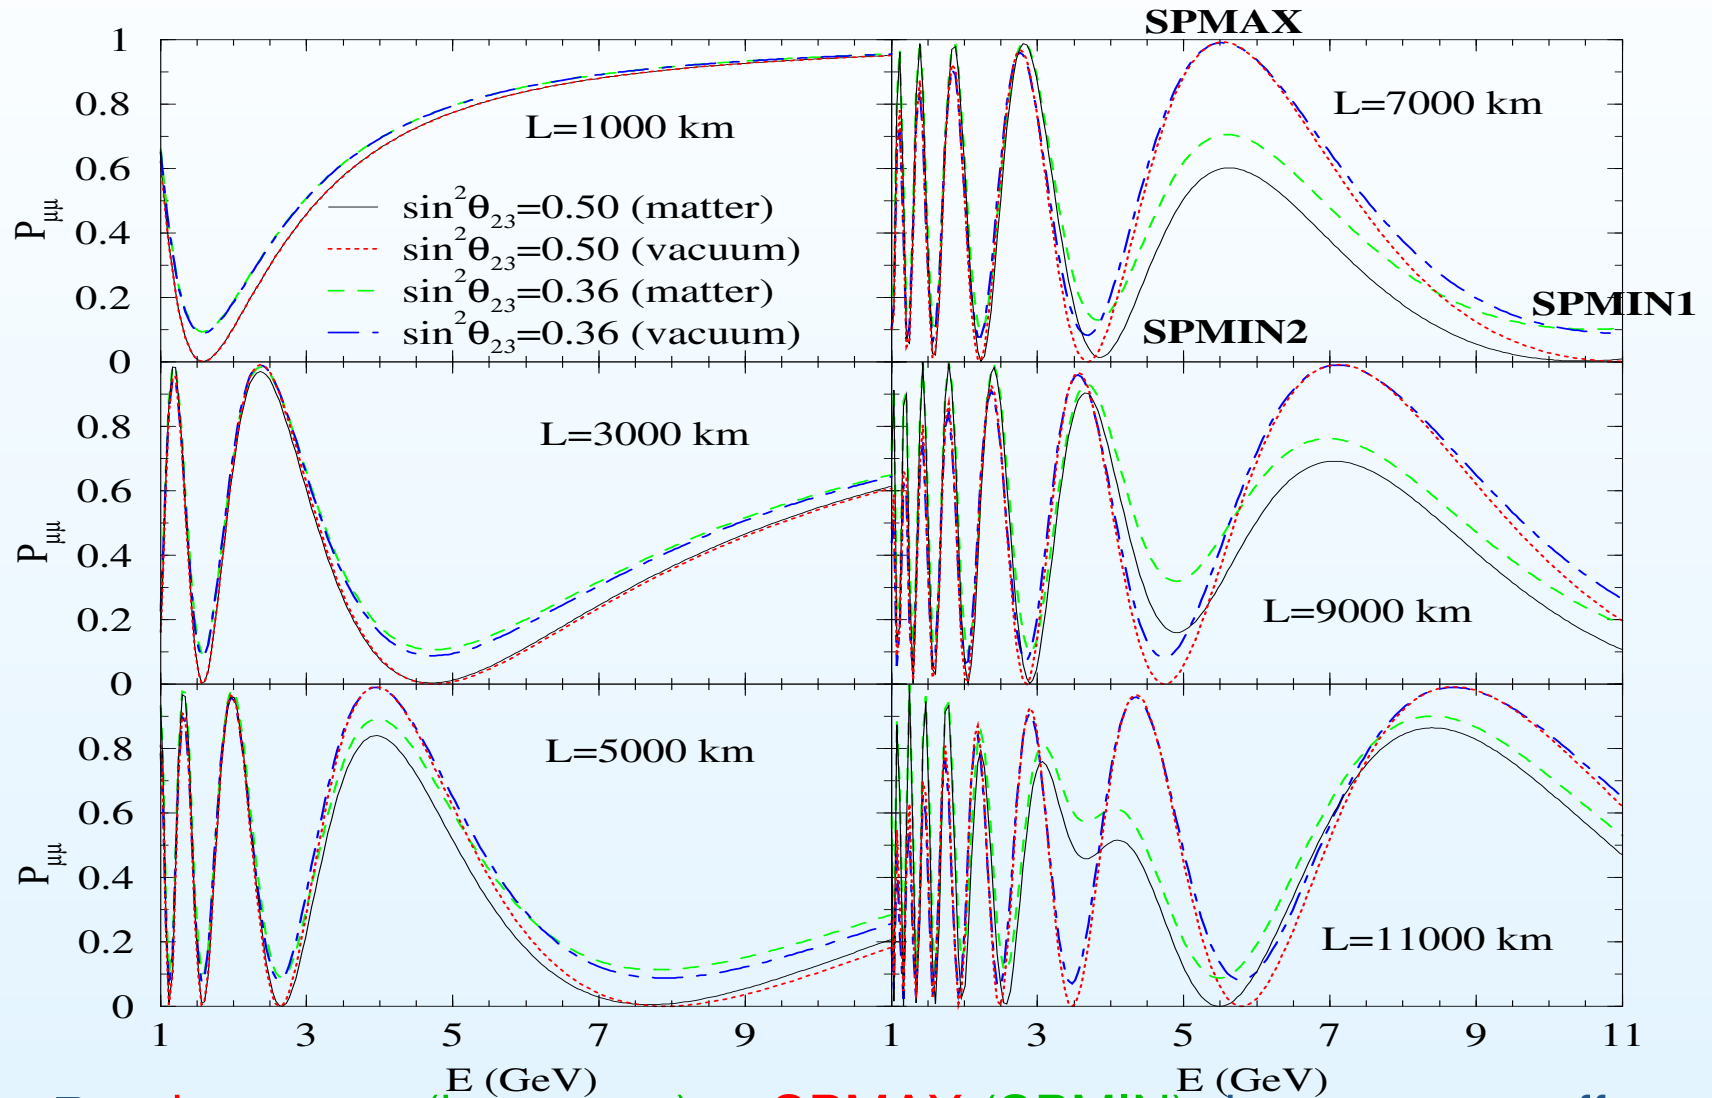 SPMAX
1
0.8
0.6
0.4
0.2
0
P_μμ
L=1000 km
sin²θ₂₃=0.50 (matter)
sin²θ₂₃=0.50 (vacuum)
sin²θ₂₃=0.36 (matter)
sin²θ₂₃=0.36 (vacuum)
L=7000 km
SPMIN1
SPMIN2
0.8
0.6
0.4
0.2
0
P_μμ
L=3000 km
L=9000 km
0.8
0.6
0.4
0.2
0
P_μμ
L=5000 km
L=11000 km
1 3 5 7 9 1 3 5 7 9 11
E (GeV) E (GeV)
SPMAX (SPMIN)